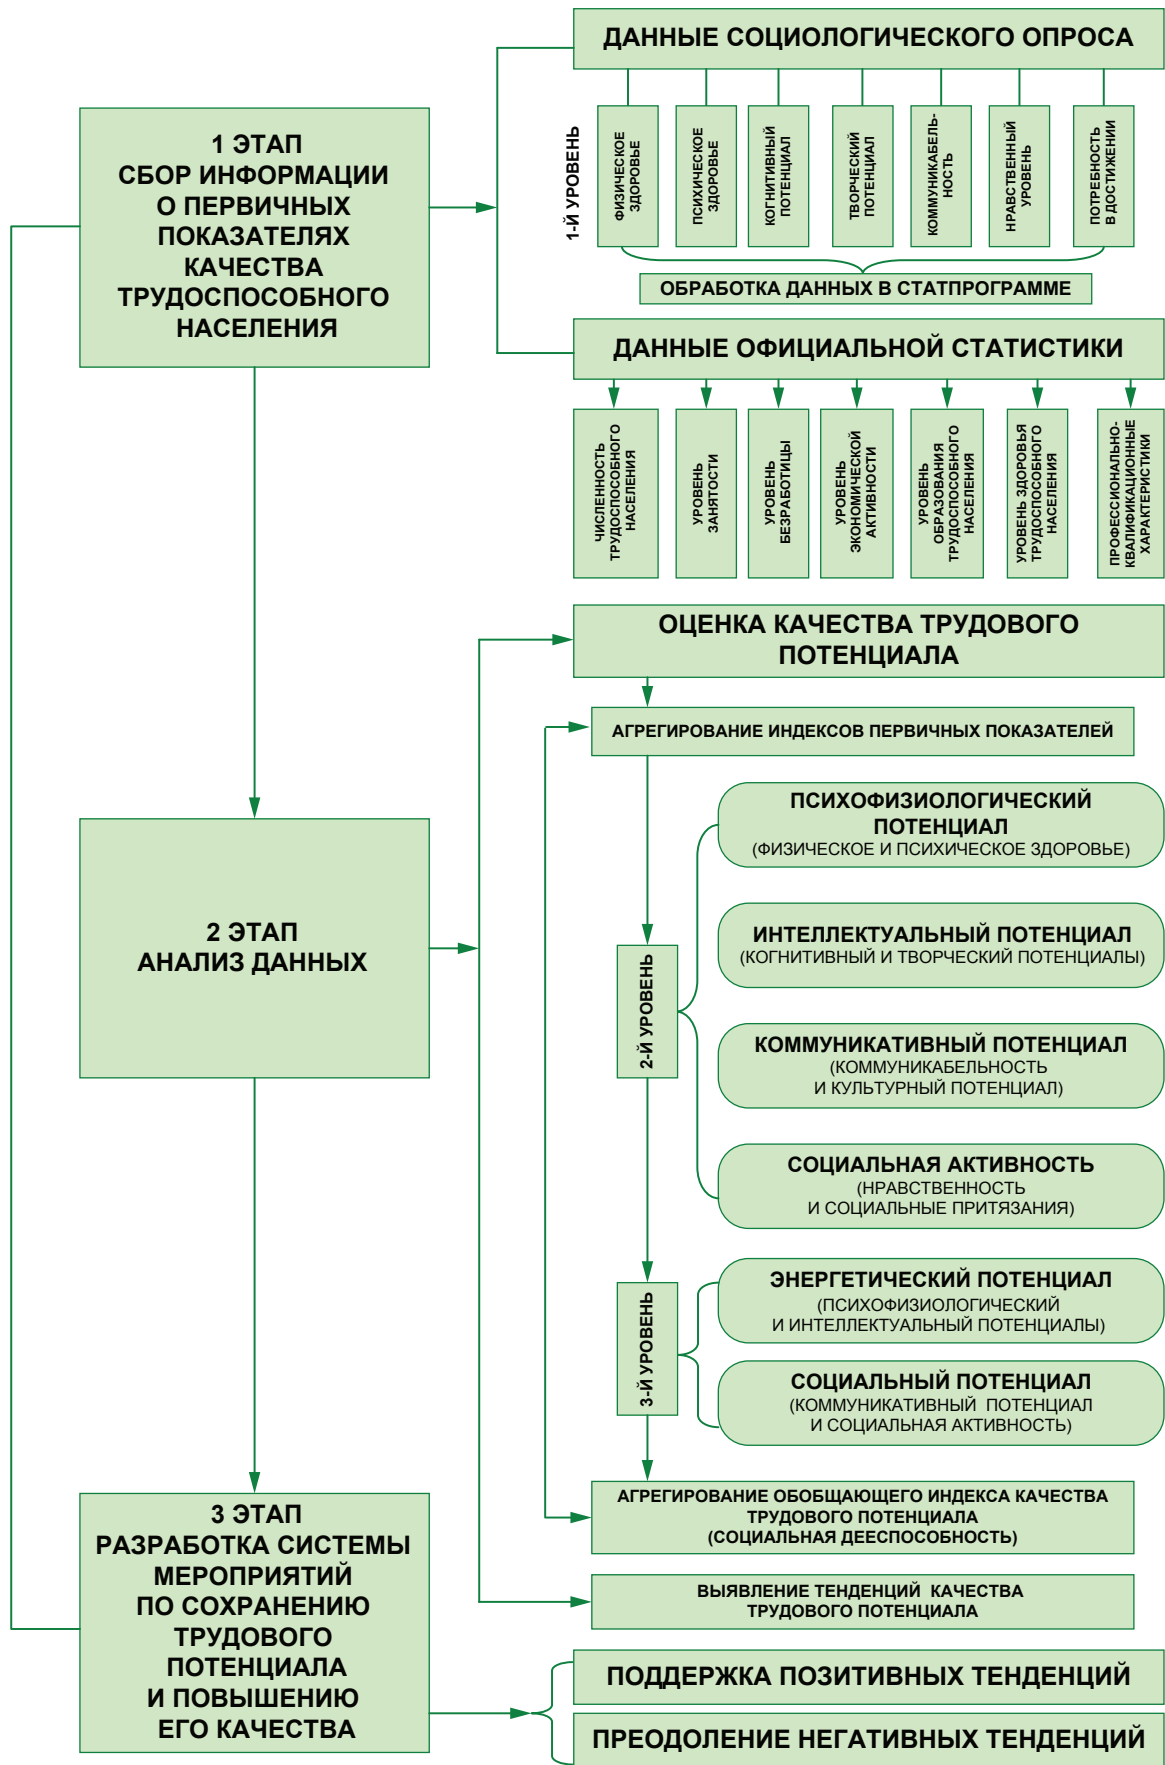 ДАННЫЕ СОЦИОЛОГИЧЕСКОГО ОПРОСА
1 ЭТАП
СБОР ИНФОРМАЦИИ
О ПЕРВИЧНЫХ
ПОКАЗАТЕЛЯХ
КАЧЕСТВА
ТРУДОСПОСОБНОГО
НАСЕЛЕНИЯ
1-Й УРОВЕНЬ
ФИЗИЧЕСКОЕ
ЗДОРОВЬЕ
ПСИХИЧЕСКОЕ
ЗДОРОВЬЕ
КОГНИТИВНЫЙ
ПОТЕНЦИАЛ
ТВОРЧЕСКИЙ
ПОТЕНЦИАЛ
КОММУНИКАБЕЛЬ-
НОСТЬ
НРАВСТВЕННЫЙ
УРОВЕНЬ
ПОТРЕБНОСТЬ
В ДОСТИЖЕНИИ
ОБРАБОТКА ДАННЫХ В СТАТПРОГРАММЕ
ДАННЫЕ ОФИЦИАЛЬНОЙ СТАТИСТИКИ
ЧИСЛЕННОСТЬ
ТРУДОСПОСОБНОГО
НАСЕЛЕНИЯ
УРОВЕНЬ
ЗАНЯТОСТИ
УРОВЕНЬ
БЕЗРАБОТИЦЫ
УРОВЕНЬ
ЭКОНОМИЧЕСКОЙ
АКТИВНОСТИ
УРОВЕНЬ
ОБРАЗОВАНИЯ
ТРУДОСПОСОБНОГО
НАСЕЛЕНИЯ
УРОВЕНЬ ЗДОРОВЬЯ
ТРУДОСПОСОБНОГО
НАСЕЛЕНИЯ
ПРОФЕССИОНАЛЬНО-
КВАЛИФИКАЦИОННЫЕ
ХАРАКТЕРИСТИКИ
ОЦЕНКА КАЧЕСТВА ТРУДОВОГО
ПОТЕНЦИАЛА
АГРЕГИРОВАНИЕ ИНДЕКСОВ ПЕРВИЧНЫХ ПОКАЗАТЕЛЕЙ
2 ЭТАП
АНАЛИЗ ДАННЫХ
2-Й УРОВЕНЬ
ПСИХОФИЗИОЛОГИЧЕСКИЙ
ПОТЕНЦИАЛ
(ФИЗИЧЕСКОЕ И ПСИХИЧЕСКОЕ ЗДОРОВЬЕ)
ИНТЕЛЛЕКТУАЛЬНЫЙ ПОТЕНЦИАЛ
(КОГНИТИВНЫЙ И ТВОРЧЕСКИЙ ПОТЕНЦИАЛЫ)
КОММУНИКАТИВНЫЙ ПОТЕНЦИАЛ
(КОММУНИКАБЕЛЬНОСТЬ
И КУЛЬТУРНЫЙ ПОТЕНЦИАЛ)
СОЦИАЛЬНАЯ АКТИВНОСТЬ
(НРАВСТВЕННОСТЬ
И СОЦИАЛЬНЫЕ ПРИТЯЗАНИЯ)
3-Й УРОВЕНЬ
ЭНЕРГЕТИЧЕСКИЙ ПОТЕНЦИАЛ
(ПСИХОФИЗИОЛОГИЧЕСКИЙ
И ИНТЕЛЛЕКТУАЛЬНЫЙ ПОТЕНЦИАЛЫ)
СОЦИАЛЬНЫЙ ПОТЕНЦИАЛ
(КОММУНИКАТИВНЫЙ ПОТЕНЦИАЛ
И СОЦИАЛЬНАЯ АКТИВНОСТЬ)
АГРЕГИРОВАНИЕ ОБОБЩАЮЩЕГО ИНДЕКСА КАЧЕСТВА
ТРУДОВОГО ПОТЕНЦИАЛА
(СОЦИАЛЬНАЯ ДЕЕСПОСОБНОСТЬ)
ВЫЯВЛЕНИЕ ТЕНДЕНЦИЙ КАЧЕСТВА
ТРУДОВОГО ПОТЕНЦИАЛА
3 ЭТАП
РАЗРАБОТКА СИСТЕМЫ
МЕРОПРИЯТИЙ
ПО СОХРАНЕНИЮ
ТРУДОВОГО
ПОТЕНЦИАЛА
И ПОВЫШЕНИЮ
ЕГО КАЧЕСТВА
ПОДДЕРЖКА ПОЗИТИВНЫХ ТЕНДЕНЦИЙ
ПРЕОДОЛЕНИЕ НЕГАТИВНЫХ ТЕНДЕНЦИЙ